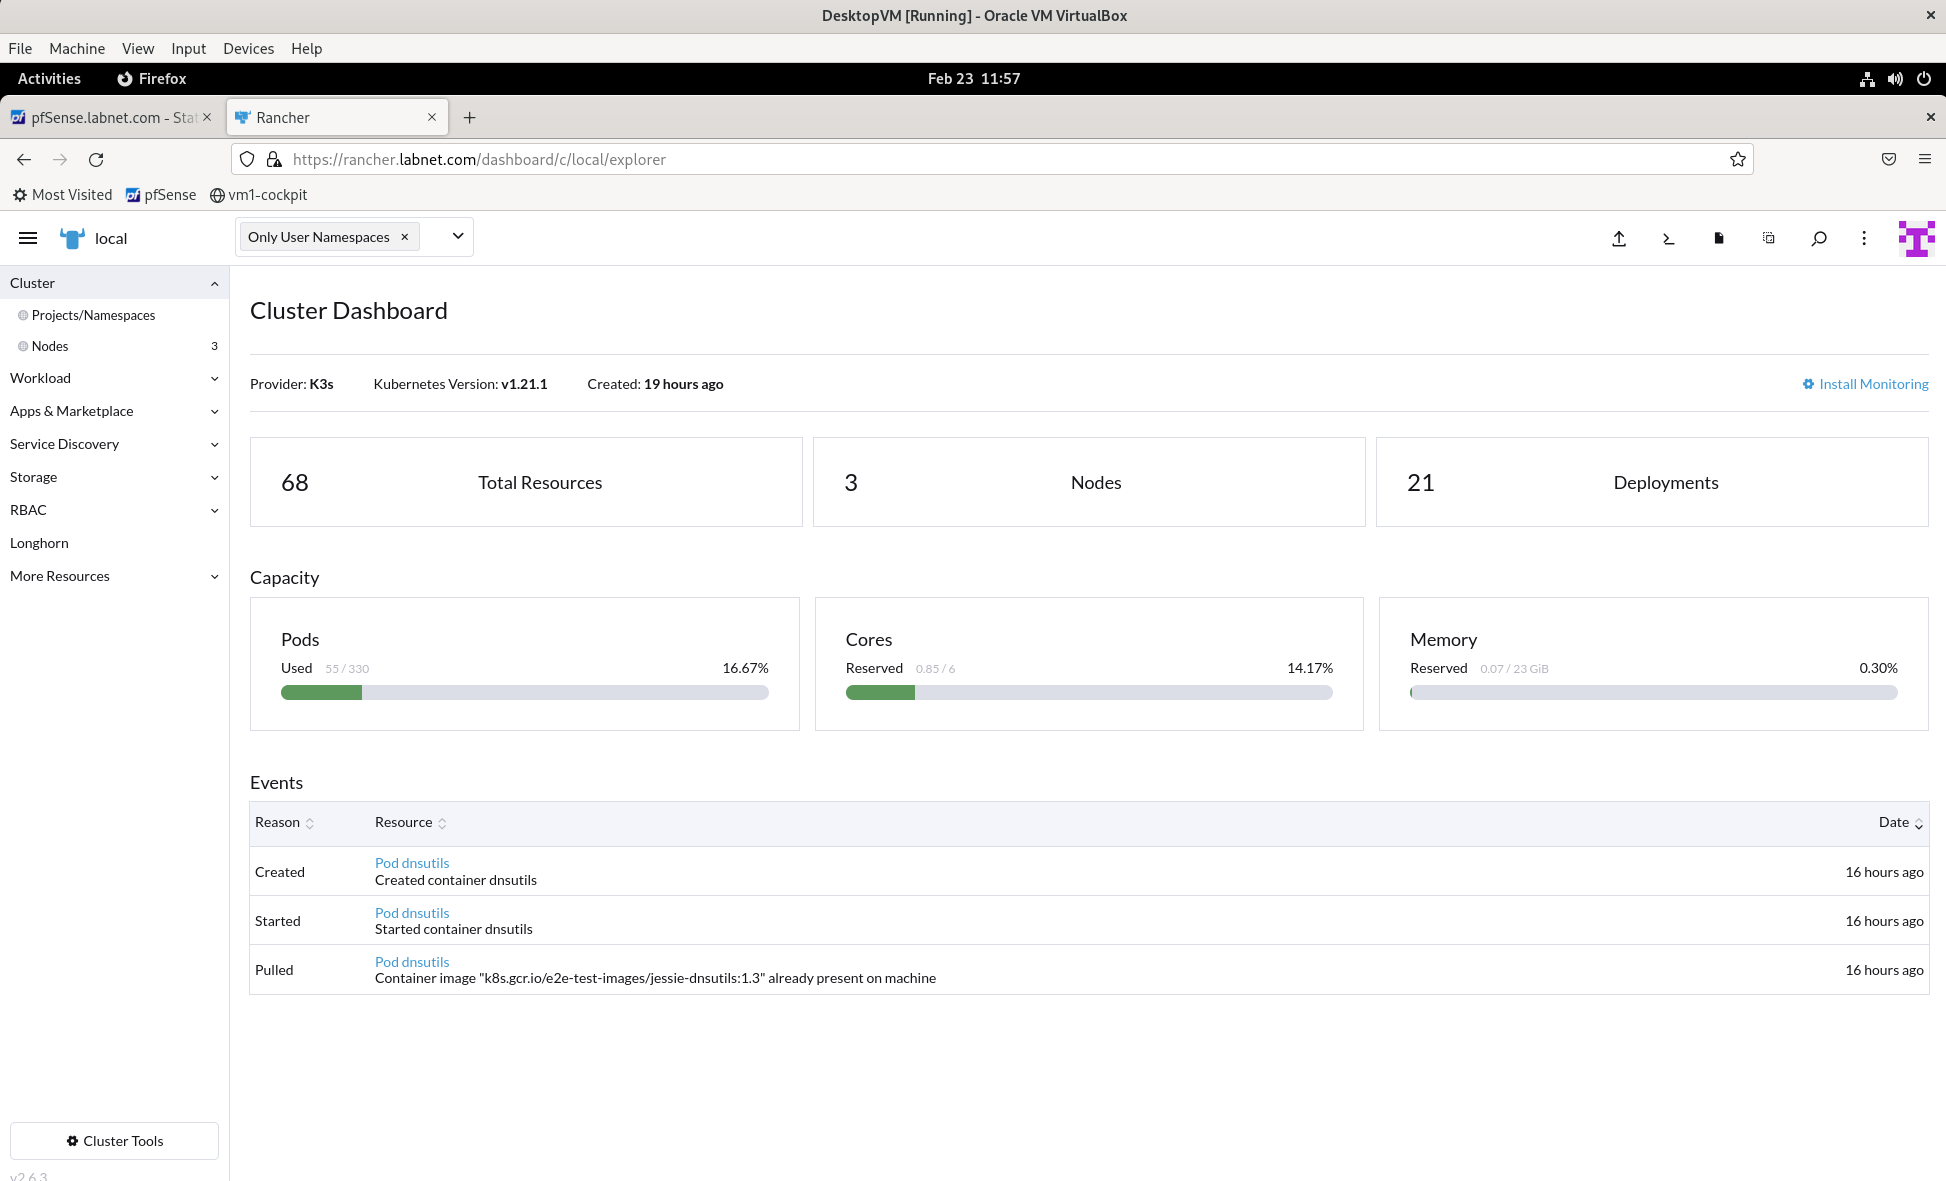 DesktopVM [Running] - Oracle VM VirtualBox
File Machine View Input Devices Help
Activities Firefox Feb 23 11:57
pfSense.labnet.com - Stat Rancher
https://rancher.labnet.com/dashboard/c/local/explorer
Most Visited pfSense vm1-cockpit
local Only User Namespaces
Cluster
Projects/Namespaces
Nodes 3
Workload
Apps & Marketplace
Service Discovery
Storage
RBAC
Longhorn
More Resources
Cluster Tools
v2.6.3
Cluster Dashboard
Provider: K3s Kubernetes Version: v1.21.1 Created: 19 hours ago Install Monitoring
68 Total Resources 3 Nodes 21 Deployments
Capacity
Pods Cores Memory
Used 55 / 330 16.67% Reserved 0.85 / 6 14.17% Reserved 0.07 / 23 GiB 0.30%
Events
Reason Resource Date
Pod dnsutils
Created Created container dnsutils 16 hours ago
Pod dnsutils
Started Started container dnsutils 16 hours ago
Pod dnsutils
Pulled Container image "k8s.gcr.io/e2e-test-images/jessie-dnsutils:1.3" already present on machine 16 hours ago